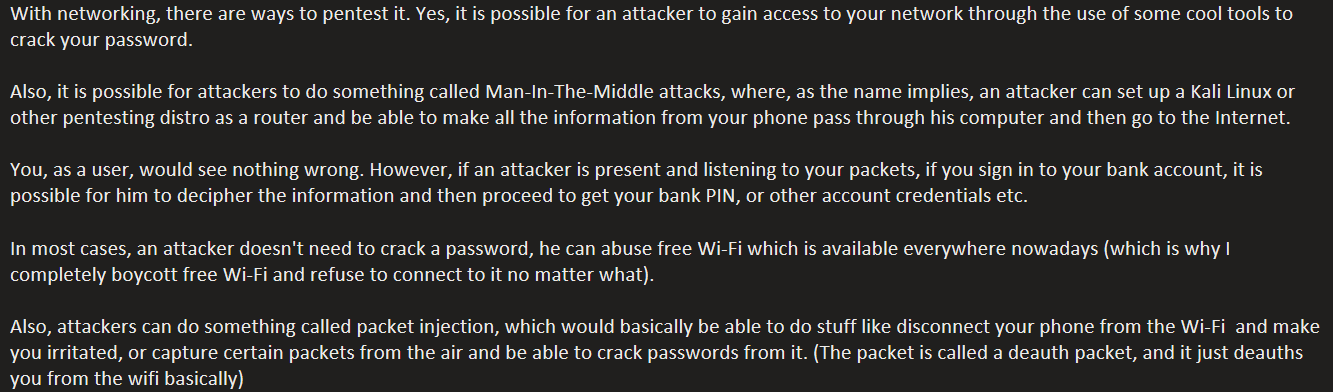 With networking, there are ways to pentest it. Yes, it is possible for an attacker to gain access to your network through the use of some cool tools to
crack your password.
Also, it is possible for attackers to do something called Man-In-The-Middle attacks, where, as the name implies, an attacker can set up a Kali Linux or
other pentesting distro as a router and be able to make all the information from your phone pass through his computer and then go to the Internet.
You, as a user, would see nothing wrong. However, if an attacker is present and listening to your packets, if you sign in to your bank account, it is
possible for him to decipher the information and then proceed to get your bank PIN, or other account credentials etc.
In most cases, an attacker doesn't need to crack a password, he can abuse free Wi-Fi which is available everywhere nowadays (which is why I
completely boycott free Wi-Fi and refuse to connect to it no matter what).
Also, attackers can do something called packet injection, which would basically be able to do stuff like disconnect your phone from the Wi-Fi  and make
you irritated, or capture certain packets from the air and be able to crack passwords from it. (The packet is called a deauth packet, and it just deauths
you from the wifi basically)